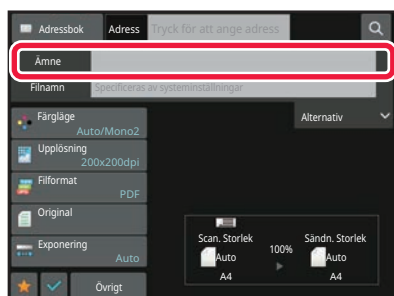 Adressbok Adress Tryck för att ange adress
Ämne
Filnamn Specificeras av systeminställningar
Färgläge
Auto/Mono2
Alternativ
Upplösning
200x200dpi
Filformat
PDF
Original
Exponering
Auto
Scan. Storlek 100% Sändn. Storlek
Auto Auto
A4 A4
Övrigt